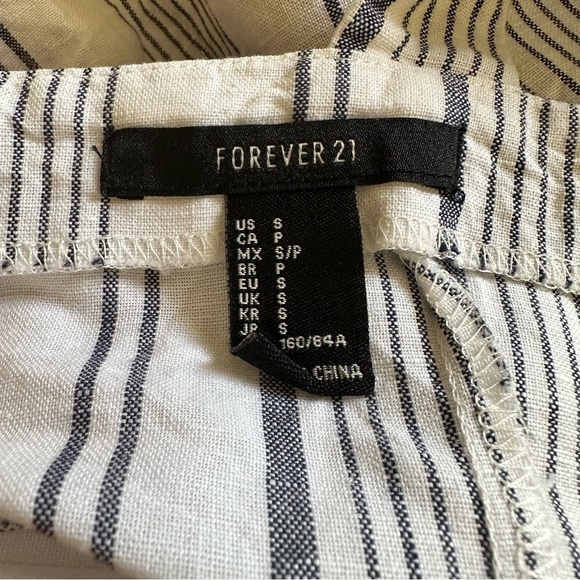 FOREVER 21
US S
CA P
MX S/P
BR P
EU S
UK S
KR S
JP S
160/84A
CHINA